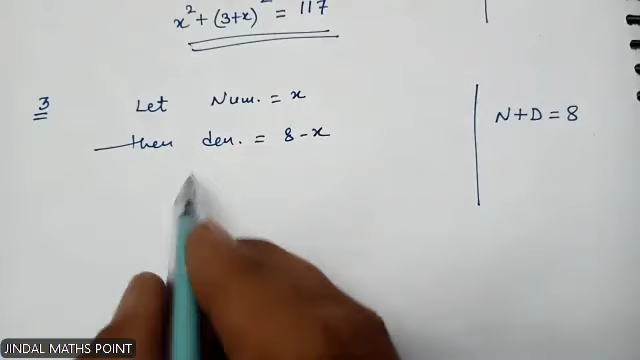 x² + (3+x)² = 117
3 Let Num. = x
then den. = 8 - x
N+D = 8
JINDAL MATHS POINT